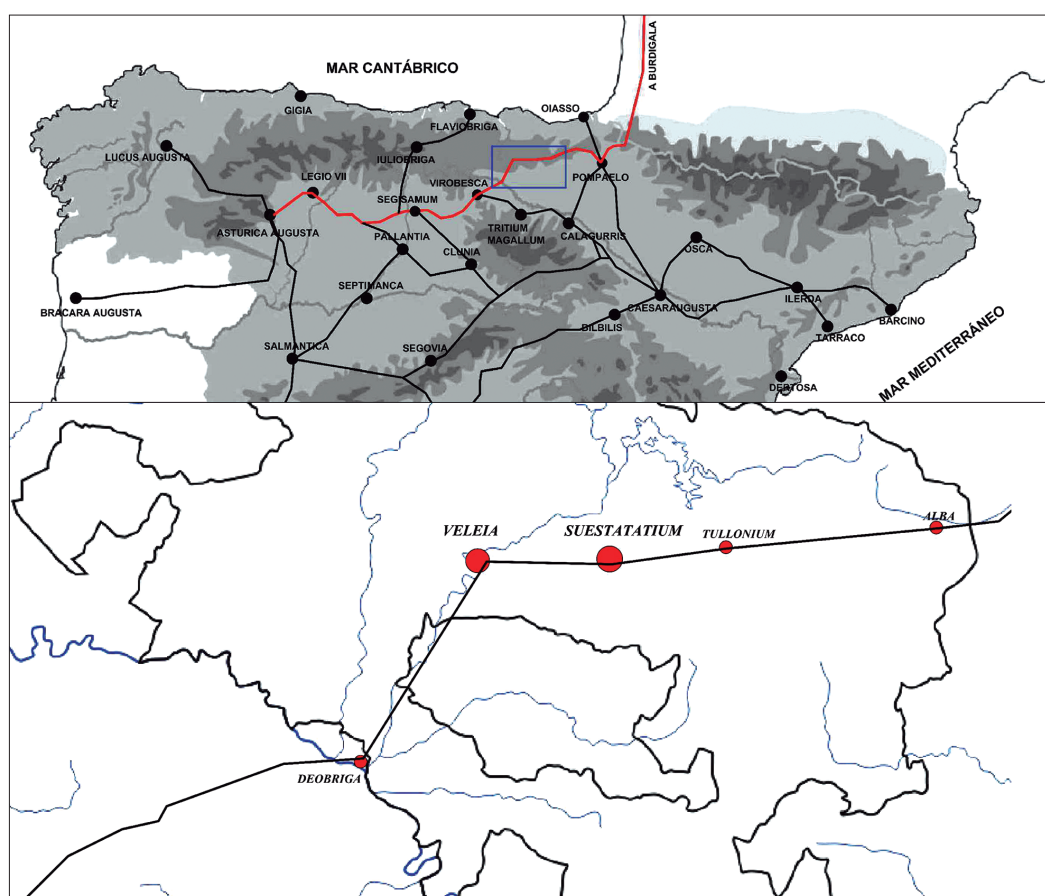 MAR CANTÁBRICO
A BURDIGALA
GIGIA
OIASSO
FLAVIOBRIGA
LUCUS AUGUSTA
IULIOBRIGA
POMPAELO
LEGIO VII
VIROBESCA
SEGISAMUM
ASTURICA AUGUSTA
TRITIUM
MAGALLUM
CALAGURRIS
PALLANTIA
CLUNIA
OSCA
SEPTIMANCA
ILERDA
CAESARAUGUSTA
BRACARA AUGUSTA
BILBILIS
BARCINO
TARRACO
SALMANTICA
SEGOVIA
DERTOSA
MAR MEDITERRÁNEO
VELEIA
SUESTATATIUM
TULLONIUM
ALBA
DEOBRIGA